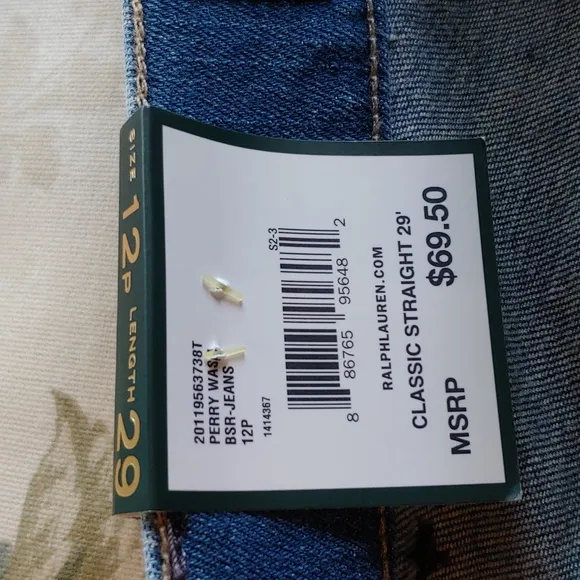 SIZE 12P LENGTH 29
201195637387
PERRY WAS
BSR-JEANS
12P
1414367
S2-3
8 86765 95648 2
RALPHLAUREN.COM
CLASSIC STRAIGHT 29'
MSRP $69.50